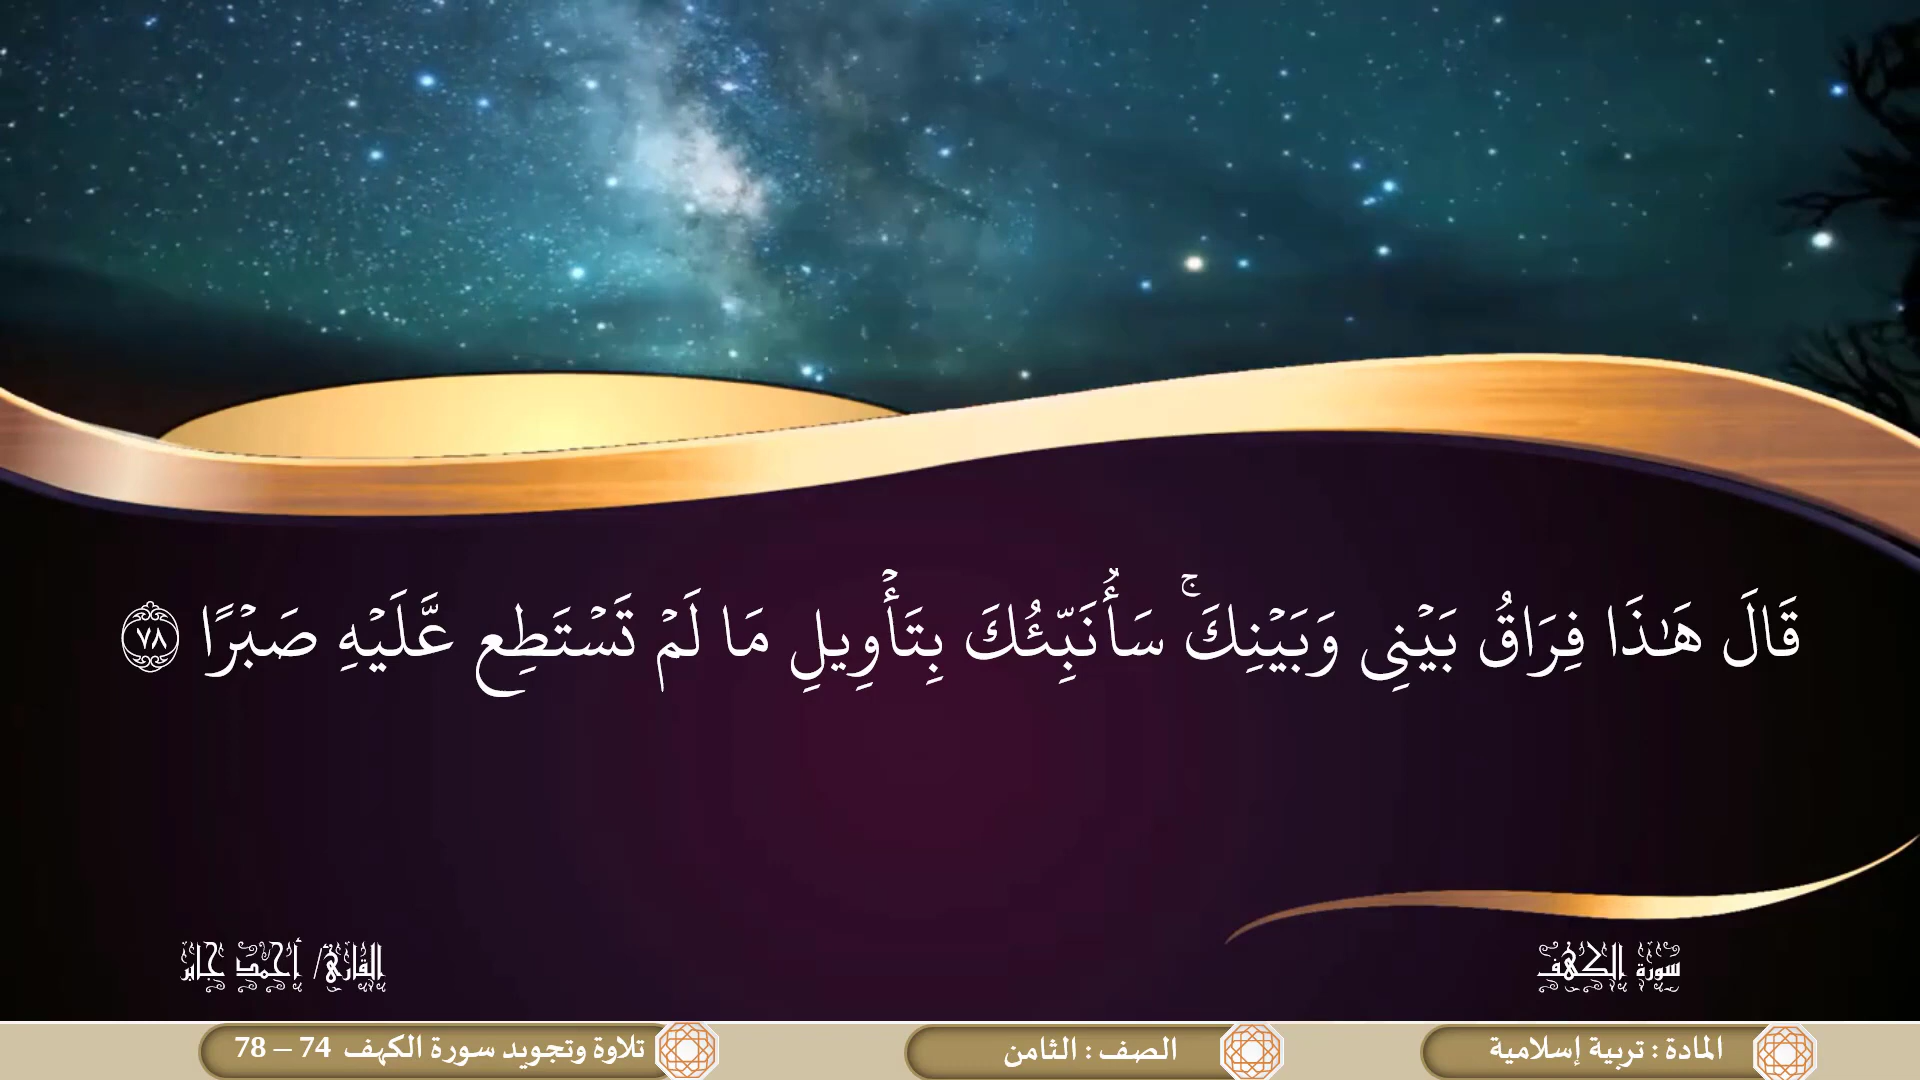 قَالَ هَـٰذَا فِرَاقُ بَيْنِى وَبَيْنِكَ ۚ سَأُنَبِّئُكَ بِتَأْوِيلِ مَا لَمْ تَسْتَطِع عَّلَيْهِ صَبْرًا ٧٨
سورة الكهف
القارئ/ أحمد جابر
المادة : تربية إسلامية
الصف : الثامن
تلاوة وتجويد سورة الكهف 74 – 78